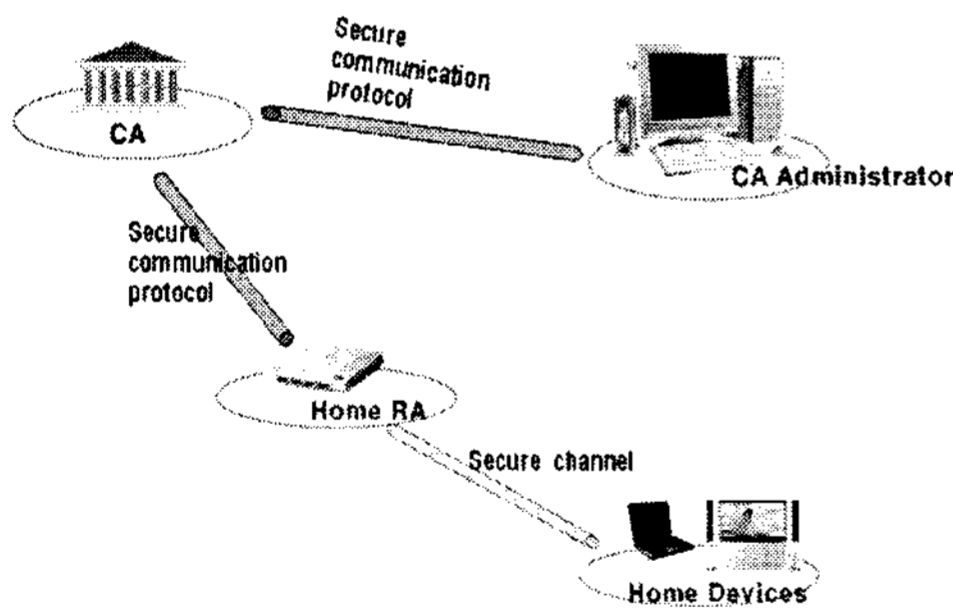 Secure
communication
protocol
CA
CA Administrator
Secure
communication
protocol
Home RA
Secure channel
Home Devices